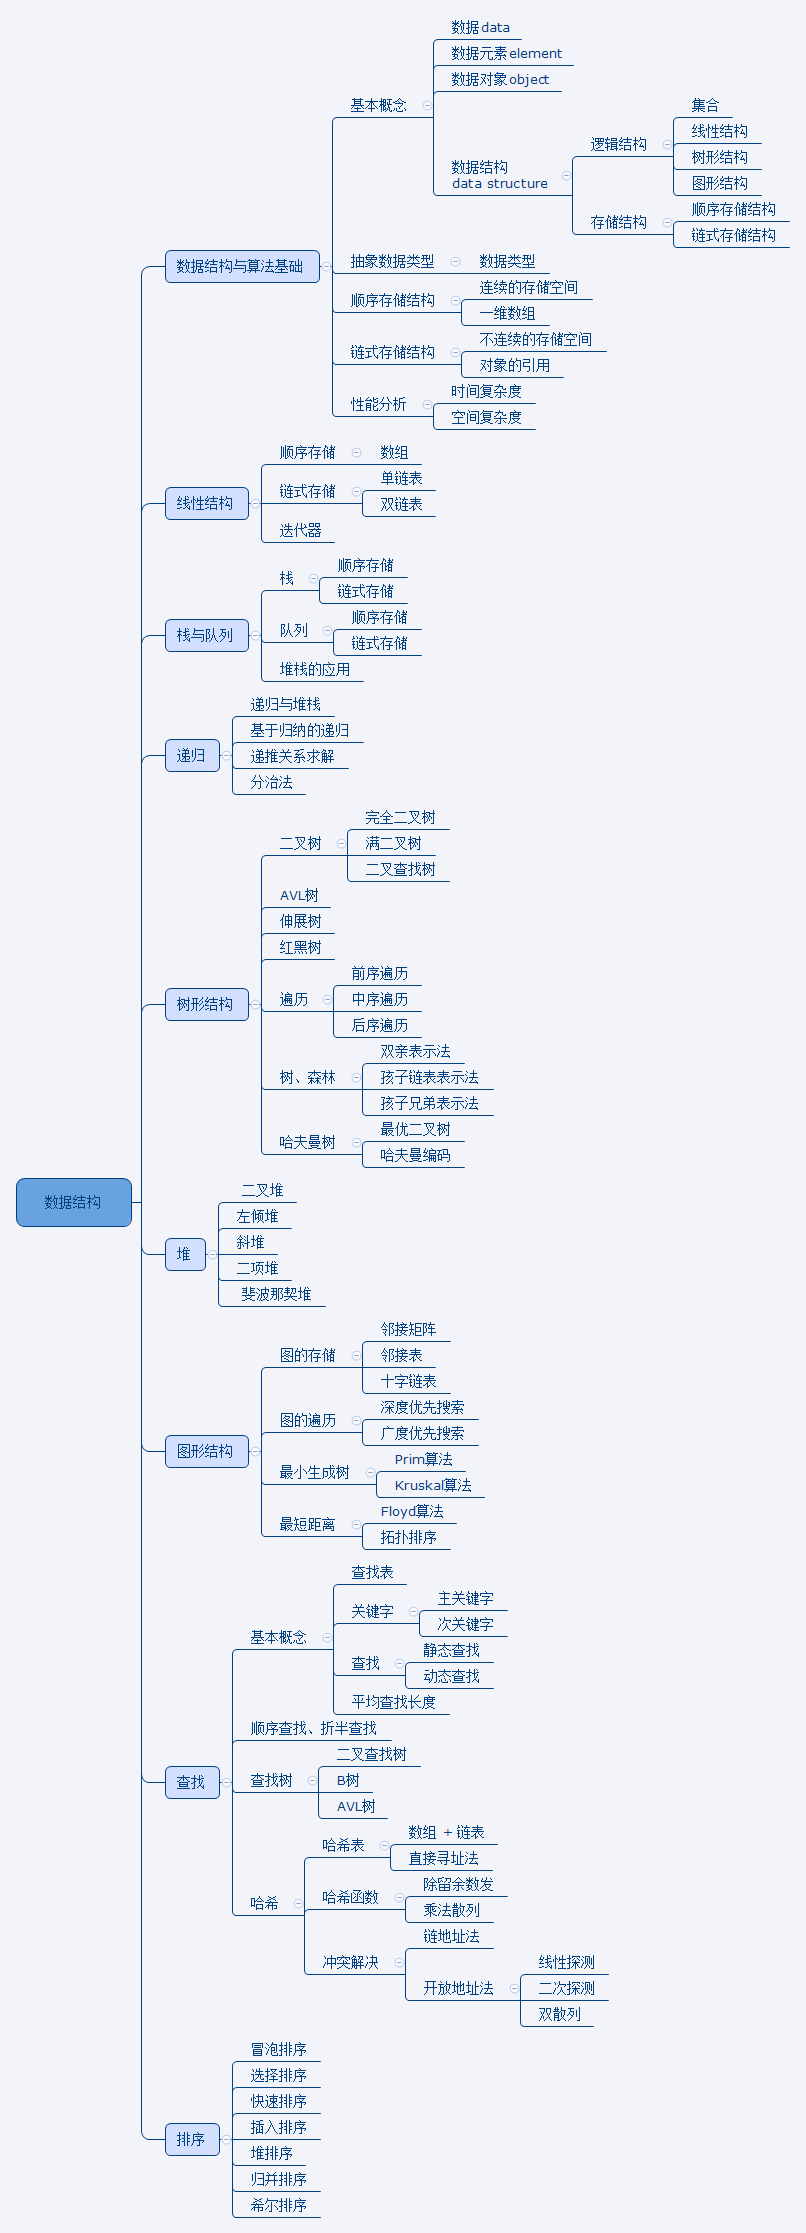 数据结构
数据结构与算法基础
基本概念
数据data
数据元素element
数据对象object
数据结构
data structure
逻辑结构
集合
线性结构
树形结构
图形结构
存储结构
顺序存储结构
链式存储结构
抽象数据类型
数据类型
顺序存储结构
连续的存储空间
一维数组
链式存储结构
不连续的存储空间
对象的引用
性能分析
时间复杂度
空间复杂度
线性结构
顺序存储
数组
链式存储
单链表
双链表
迭代器
栈与队列
栈
顺序存储
链式存储
队列
顺序存储
链式存储
堆栈的应用
递归
递归与堆栈
基于归纳的递归
递推关系求解
分治法
树形结构
二叉树
完全二叉树
满二叉树
二叉查找树
AVL树
伸展树
红黑树
遍历
前序遍历
中序遍历
后序遍历
树、森林
双亲表示法
孩子链表表示法
孩子兄弟表示法
哈夫曼树
最优二叉树
哈夫曼编码
堆
二叉堆
左倾堆
斜堆
二项堆
斐波那契堆
图形结构
图的存储
邻接矩阵
邻接表
十字链表
图的遍历
深度优先搜索
广度优先搜索
最小生成树
Prim算法
Kruskal算法
最短距离
Floyd算法
拓扑排序
查找
基本概念
查找表
关键字
主关键字
次关键字
查找
静态查找
动态查找
平均查找长度
顺序查找、折半查找
查找树
二叉查找树
B树
AVL树
哈希
哈希表
数组 + 链表
直接寻址法
哈希函数
除留余数发
乘法散列
冲突解决
链地址法
开放地址法
线性探测
二次探测
双散列
排序
冒泡排序
选择排序
快速排序
插入排序
堆排序
归并排序
希尔排序